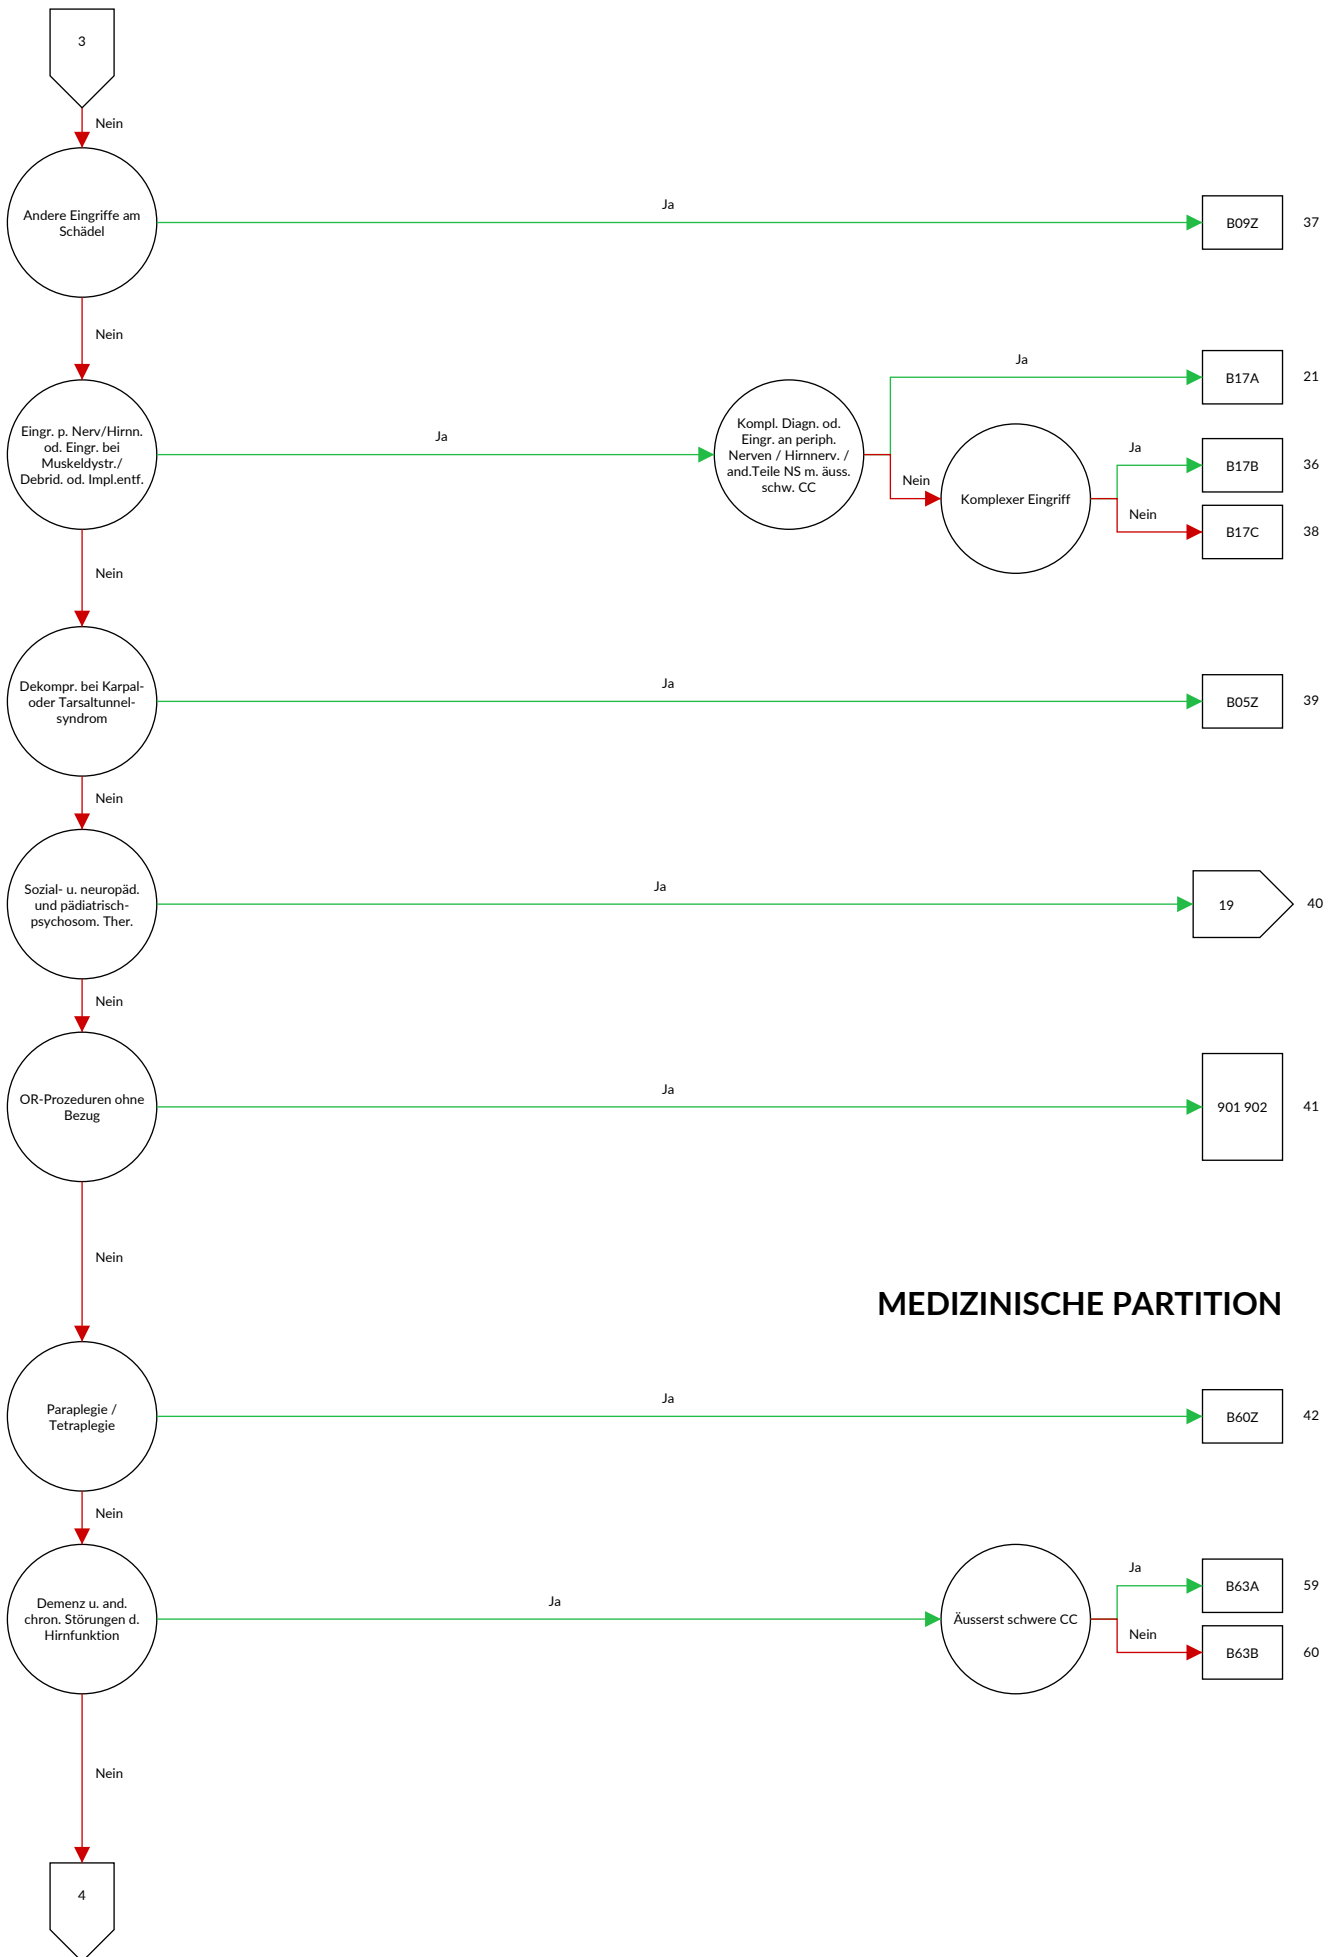 3
Nein
Andere Eingriffe am
Schädel
Ja
B09Z
37
Nein
Eingr. p. Nerv/Hirnn.
od. Eingr. bei
Muskeldystr./
Debrid. od. Impl.entf.
Ja
Kompl. Diagn. od.
Eingr. an periph.
Nerven / Hirnnerv. /
and.Teile NS m. äuss.
schw. CC
Ja
B17A
21
Nein
Komplexer Eingriff
Ja
B17B
36
Nein
B17C
38
Nein
Dekompr. bei Karpal-
oder Tarsaltunnel-
syndrom
Ja
B05Z
39
Nein
Sozial- u. neuropäd.
und pädiatrisch-
psychosom. Ther.
Ja
19
40
Nein
OR-Prozeduren ohne
Bezug
Ja
901 902
41
Nein
MEDIZINISCHE PARTITION
Paraplegie /
Tetraplegie
Ja
B60Z
42
Nein
Demenz u. and.
chron. Störungen d.
Hirnfunktion
Ja
Äusserst schwere CC
Ja
B63A
59
Nein
B63B
60
Nein
4